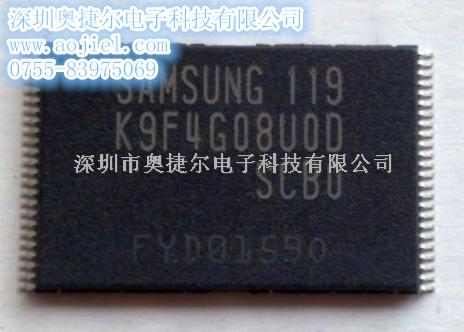 深圳奥捷尔电子科技有限公司
www.aojiel.com
0755-83975069
SAMSUNG 119
K9F4G08U0D
深圳市奥捷尔电子科技有限公司
SCB0
FYD01590